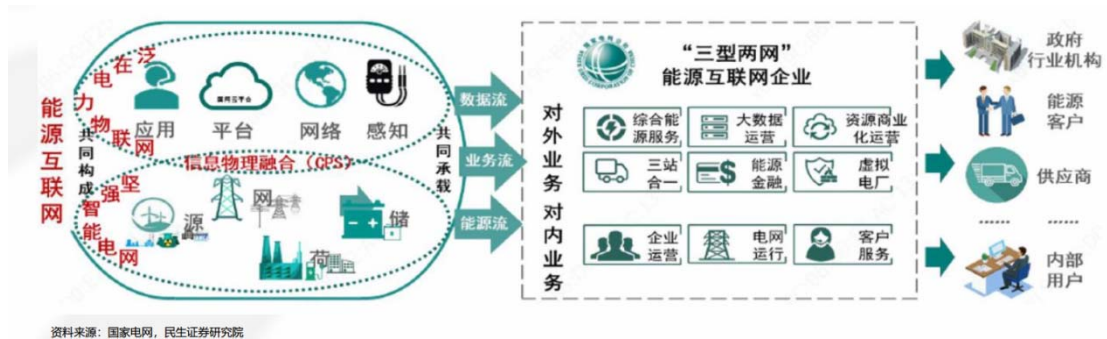 能源互联网
泛在电力物联网
国网云平台
应用
平台
网络
感知
共同构成
信息物理融合（CPS）
共同承载
坚强智能电网
源
网
荷
储
数据流
业务流
能源流
“三型两网”
能源互联网企业
对外业务
综合能
源服务
大数据
运营
资源商业
化运营
三站
合一
能源
金融
虚拟
电厂
对内业务
企业
运营
电网
运行
客户
服务
政府
行业机构
能源
客户
供应商
......
......
内部
用户
资料来源：国家电网，民生证券研究院